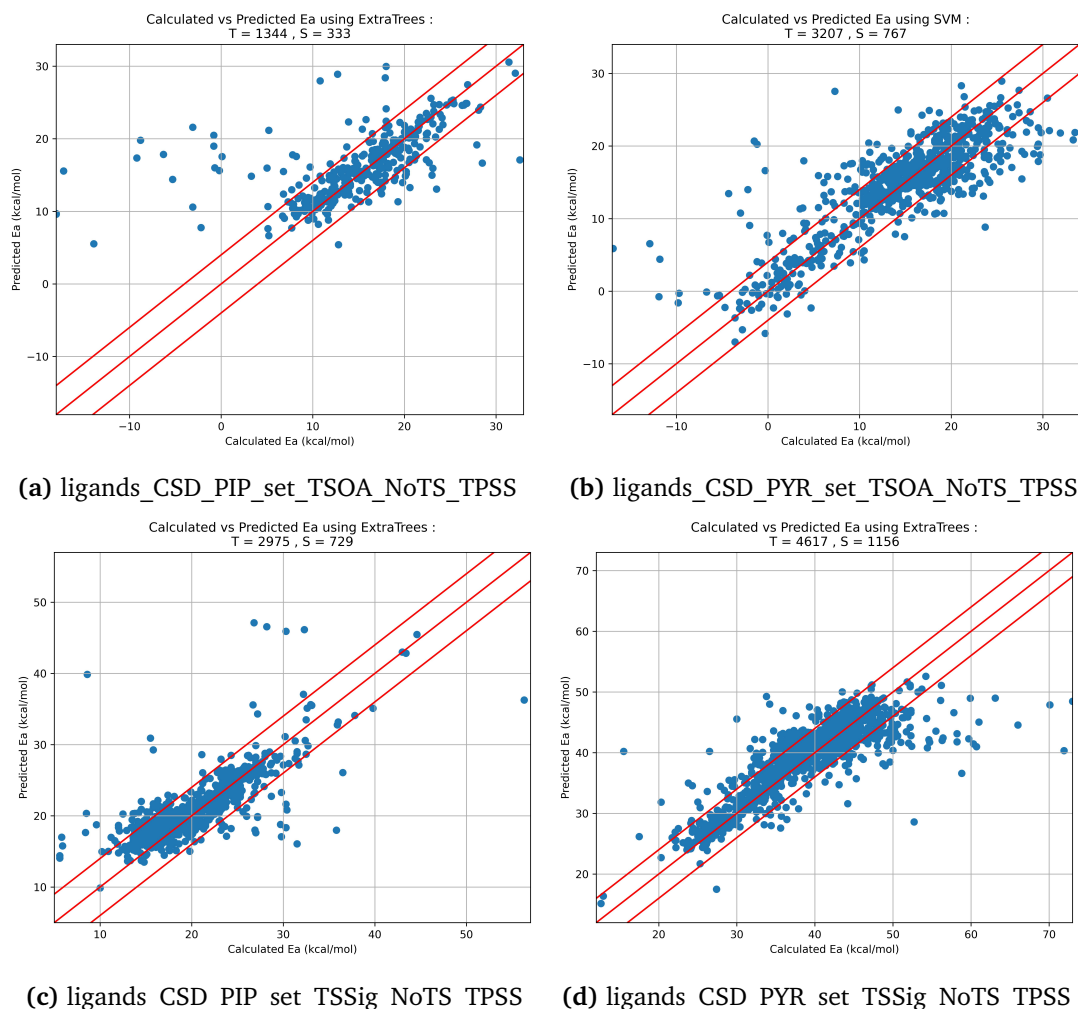 Calculated vs Predicted Ea using ExtraTrees :
T = 1344 , S = 333
30
20
10
0
−10
Predicted Ea (kcal/mol)
−10 0 10 20 30
Calculated Ea (kcal/mol)
(a) ligands_CSD_PIP_set_TSOA_NoTS_TPSS
Calculated vs Predicted Ea using SVM :
T = 3207 , S = 767
30
20
10
0
−10
Predicted Ea (kcal/mol)
−10 0 10 20 30
Calculated Ea (kcal/mol)
(b) ligands_CSD_PYR_set_TSOA_NoTS_TPSS
Calculated vs Predicted Ea using ExtraTrees :
T = 2975 , S = 729
50
40
30
20
10
Predicted Ea (kcal/mol)
10 20 30 40 50
Calculated Ea (kcal/mol)
(c) ligands CSD PIP set TSSig NoTS TPSS
Calculated vs Predicted Ea using ExtraTrees :
T = 4617 , S = 1156
70
60
50
40
30
20
Predicted Ea (kcal/mol)
20 30 40 50 60 70
Calculated Ea (kcal/mol)
(d) ligands CSD PYR set TSSig NoTS TPSS